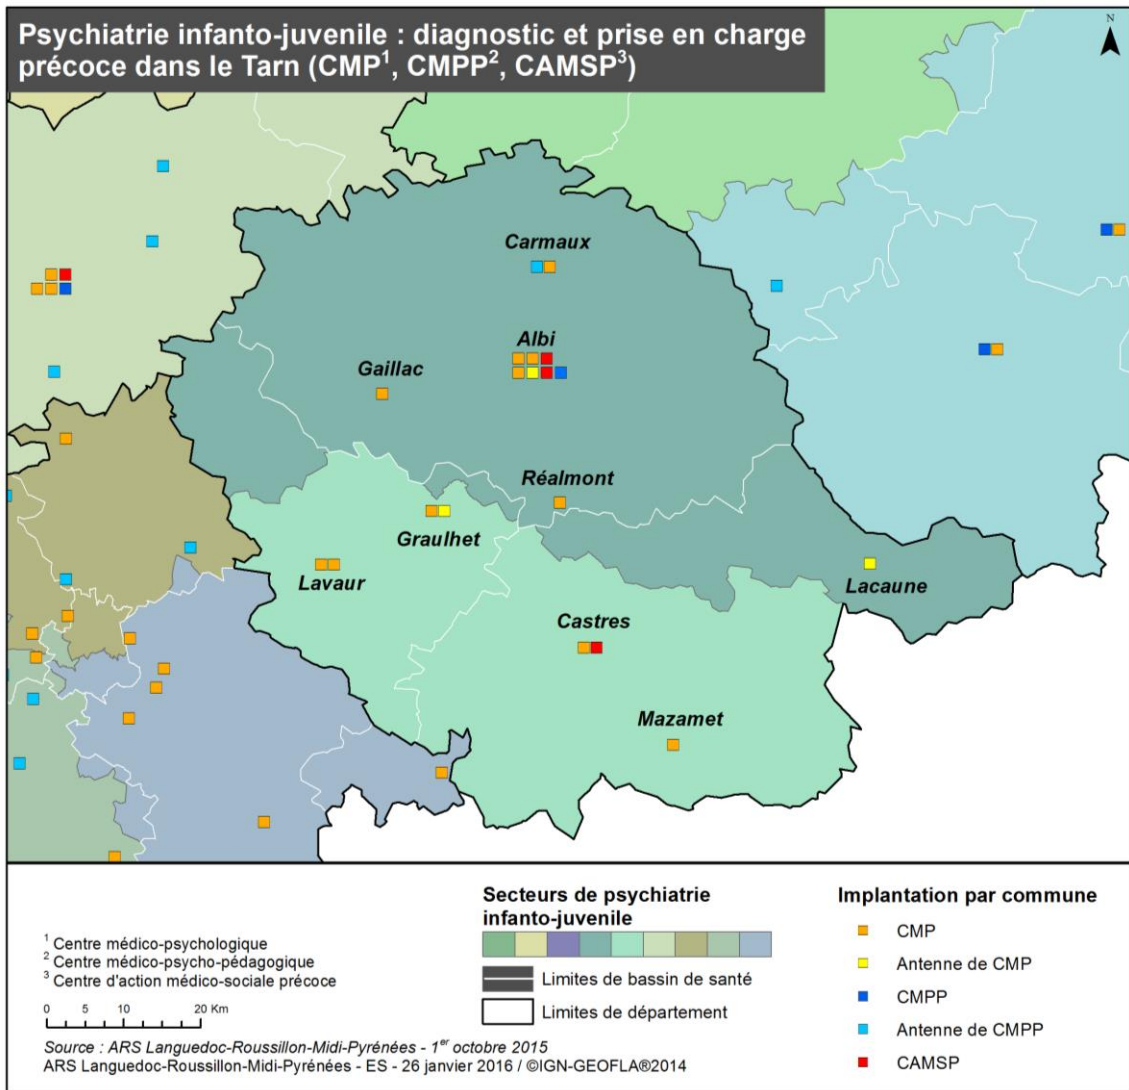 Psychiatrie infanto-juvenile : diagnostic et prise en charge
précoce dans le Tarn (CMP¹, CMPP², CAMSP³)
N
Carmaux
Albi
Gaillac
Réalmont
Graulhet
Lavaur
Lacaune
Castres
Mazamet
¹ Centre médico-psychologique
² Centre médico-psycho-pédagogique
³ Centre d'action médico-sociale précoce
0 5 10 20 Km
Source : ARS Languedoc-Roussillon-Midi-Pyrénées - 1er octobre 2015
ARS Languedoc-Roussillon-Midi-Pyrénées - ES - 26 janvier 2016 / ©IGN-GEOFLA®2014
Secteurs de psychiatrie
infanto-juvenile
Limites de bassin de santé
Limites de département
Implantation par commune
CMP
Antenne de CMP
CMPP
Antenne de CMPP
CAMSP